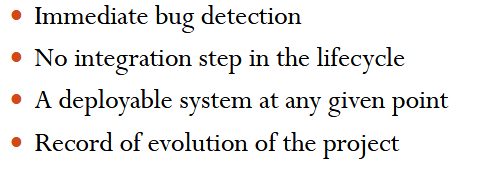 • Immediate bug detection
• No integration step in the lifecycle
• A deployable system at any given point
• Record of evolution of the project